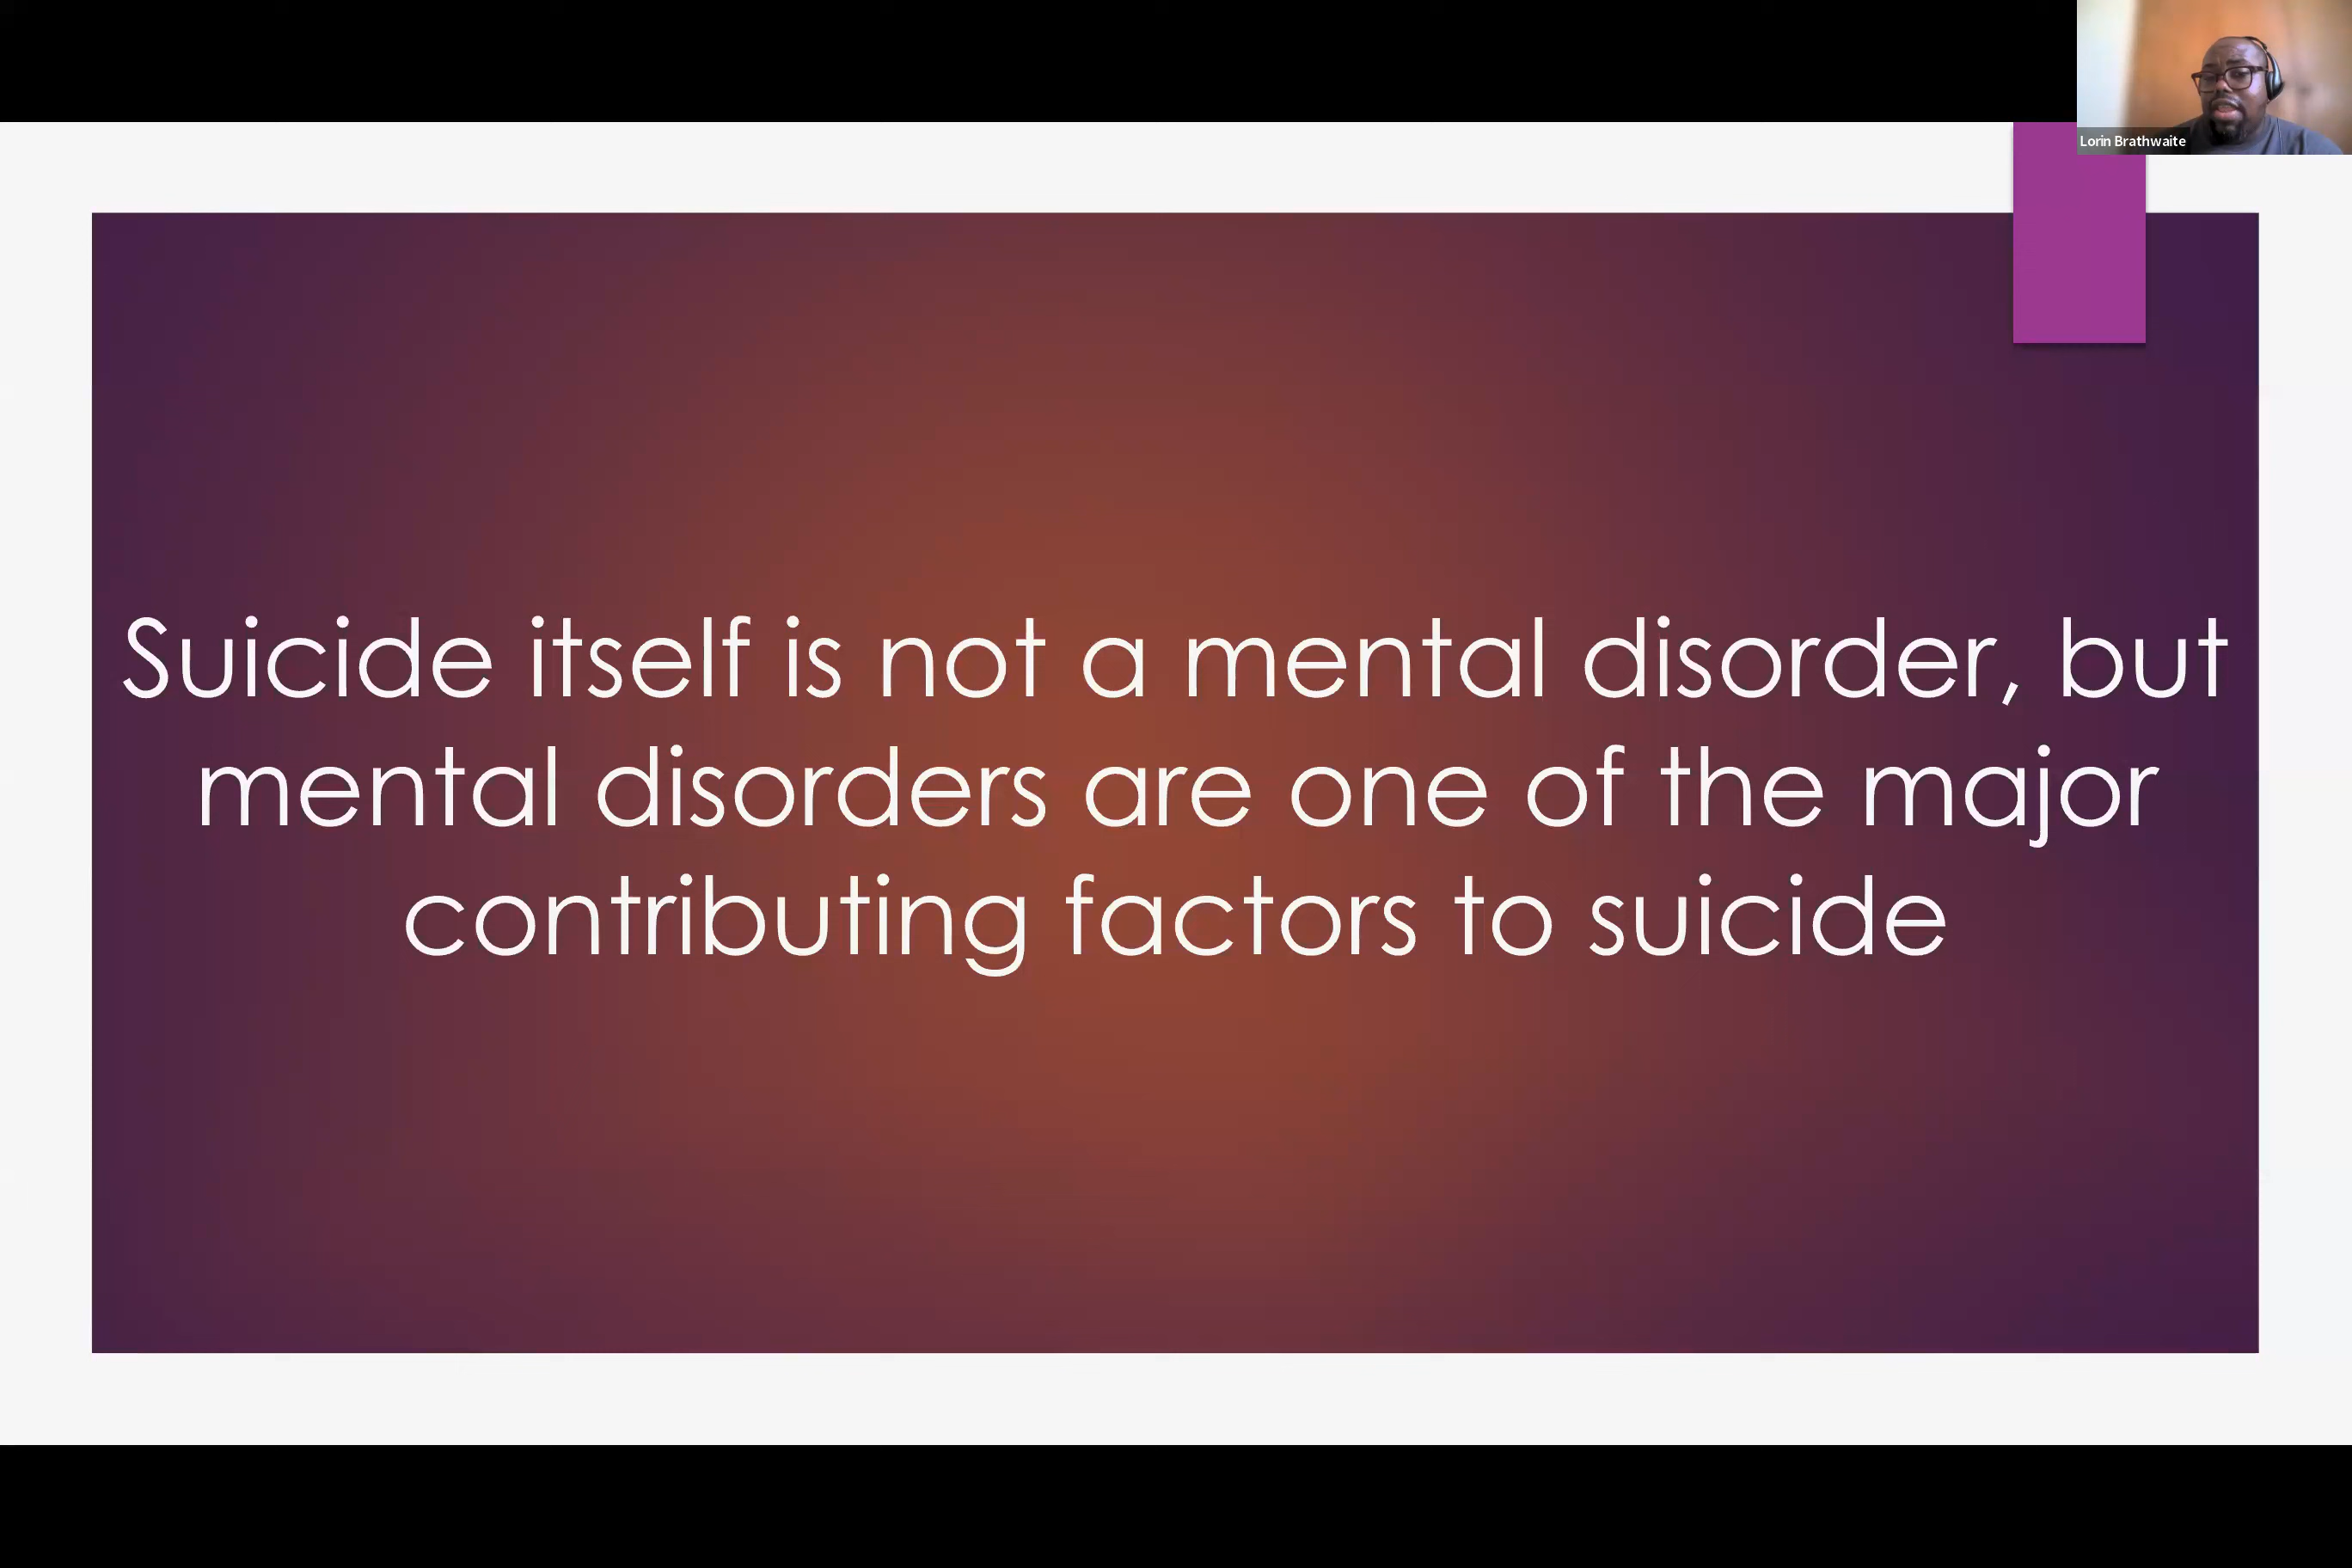 Lorin Brathwaite
Suicide itself is not a mental disorder, but
mental disorders are one of the major
contributing factors to suicide